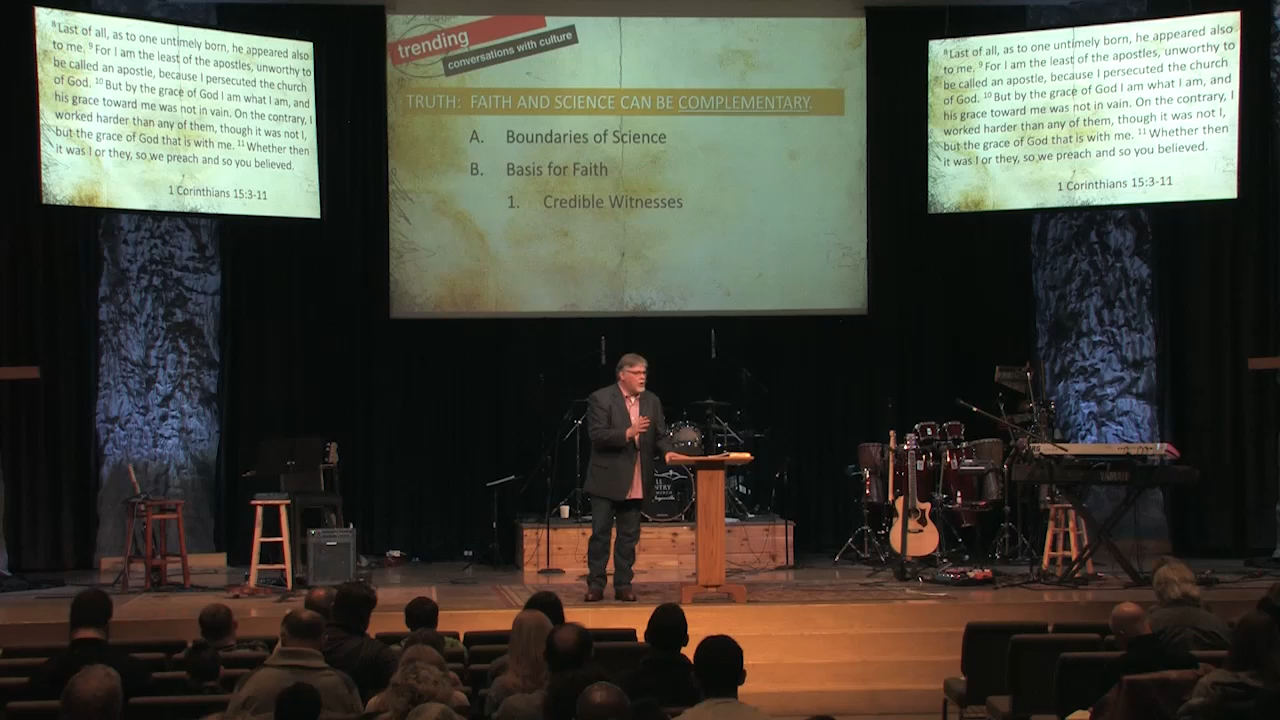 ⁸Last of all, as to one untimely born, he appeared also
to me. ⁹For I am the least of the apostles, unworthy to
be called an apostle, because I persecuted the church
of God. ¹⁰But by the grace of God I am what I am, and
his grace toward me was not in vain. On the contrary, I
worked harder than any of them, though it was not I,
but the grace of God that is with me. ¹¹Whether then
it was I or they, so we preach and so you believed.
1 Corinthians 15:3-11
trending
conversations with culture
TRUTH: FAITH AND SCIENCE CAN BE COMPLEMENTARY.
A. Boundaries of Science
B. Basis for Faith
1. Credible Witnesses
⁸Last of all, as to one untimely born, he appeared also
to me. ⁹For I am the least of the apostles, unworthy to
be called an apostle, because I persecuted the church
of God. ¹⁰But by the grace of God I am what I am, and
his grace toward me was not in vain. On the contrary, I
worked harder than any of them, though it was not I,
but the grace of God that is with me. ¹¹Whether then
it was I or they, so we preach and so you believed.
1 Corinthians 15:3-11